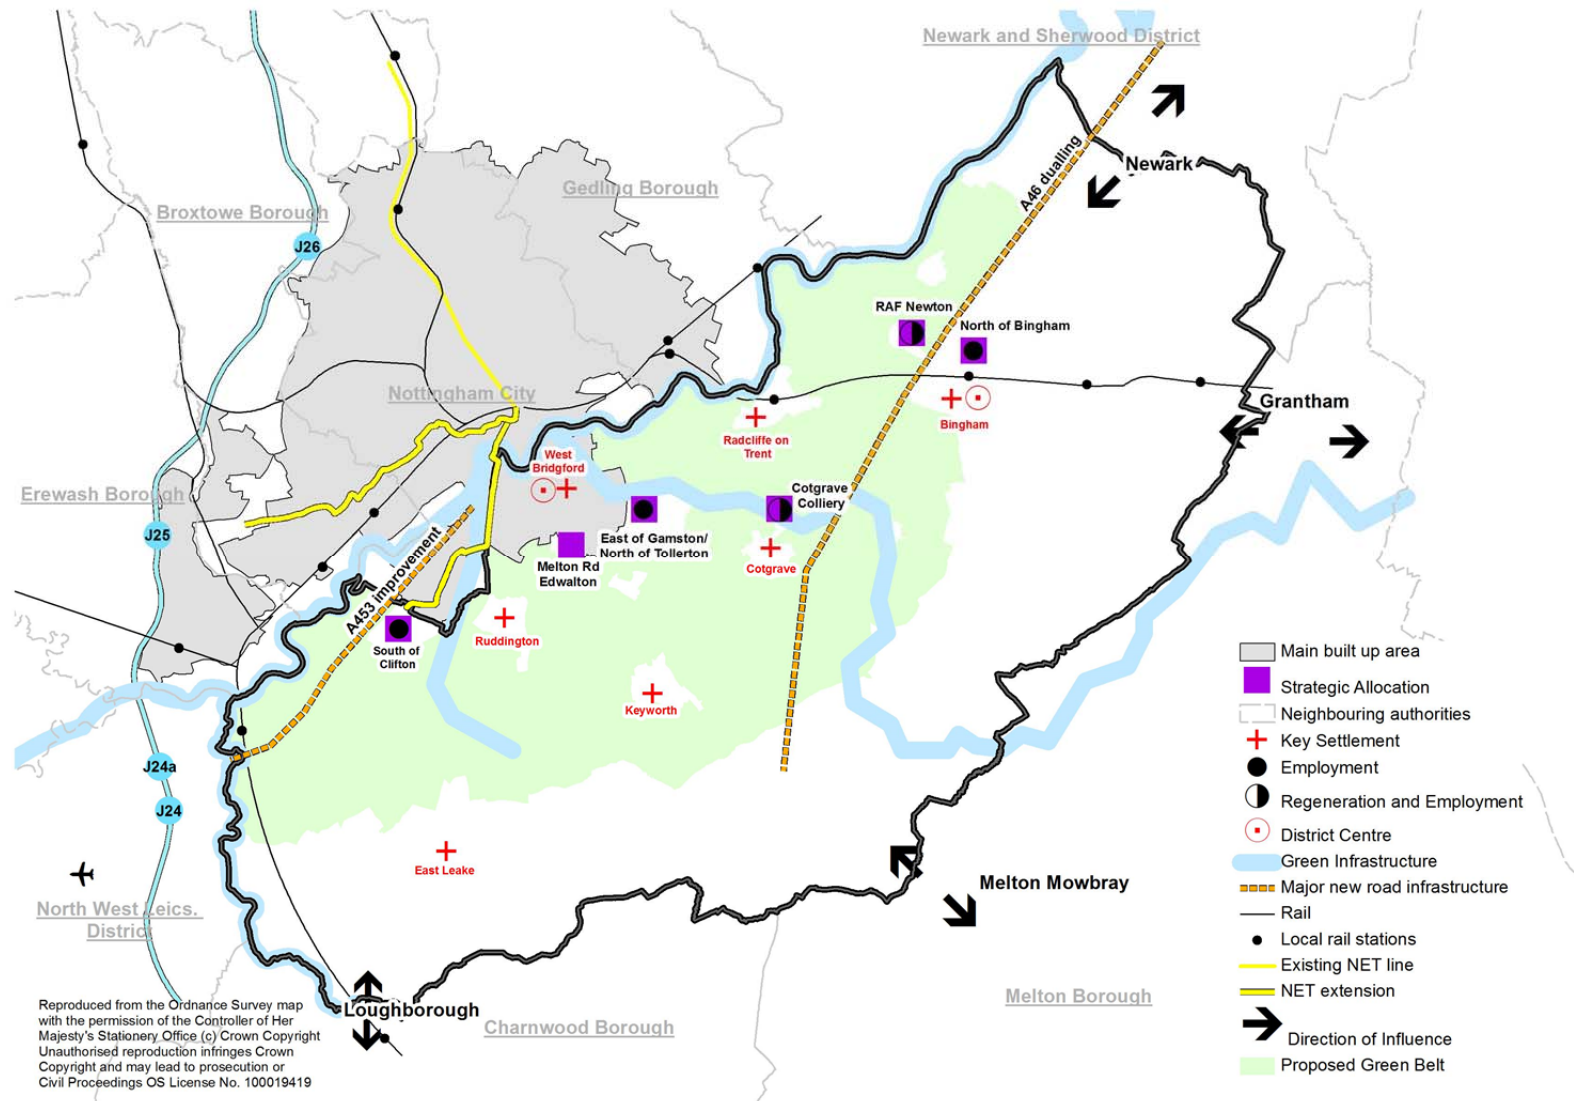 Newark and Sherwood District
A46 dualling
Newark
Gedling Borough
Broxtowe Borough
J26
RAF Newton
North of Bingham
Nottingham City
Grantham
Bingham
Radcliffe on
Trent
West
Bridgford
Erewash Borough
Cotgrave
Colliery
J25
East of Gamston/
North of Tollerton
Melton Rd
Edwalton
Cotgrave
A453 improvement
Ruddington
South of
Clifton
Keyworth
J24a
J24
East Leake
Melton Mowbray
North West Leics.
District
Loughborough
Charnwood Borough
Melton Borough
Main built up area
Strategic Allocation
Neighbouring authorities
Key Settlement
Employment
Regeneration and Employment
District Centre
Green Infrastructure
Major new road infrastructure
Rail
Local rail stations
Existing NET line
NET extension
Direction of Influence
Proposed Green Belt
Reproduced from the Ordnance Survey map
with the permission of the Controller of Her
Majesty's Stationery Office (c) Crown Copyright
Unauthorised reproduction infringes Crown
Copyright and may lead to prosecution or
Civil Proceedings OS License No. 100019419